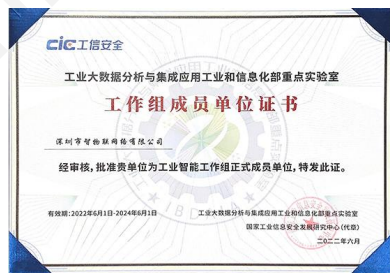 CIC工信安全
工业大数据分析与集成应用工业和信息化部重点实验室
工作组成员单位证书
深圳市智物联网络有限公司
经审核，批准贵单位为工业智能工作组正式成员单位，特发此证。
有效期：2022年6月1日-2024年6月1日
工业大数据分析与集成应用工业和信息化部重点实验室
国家工业信息安全发展研究中心(代章)
二〇二二年六月